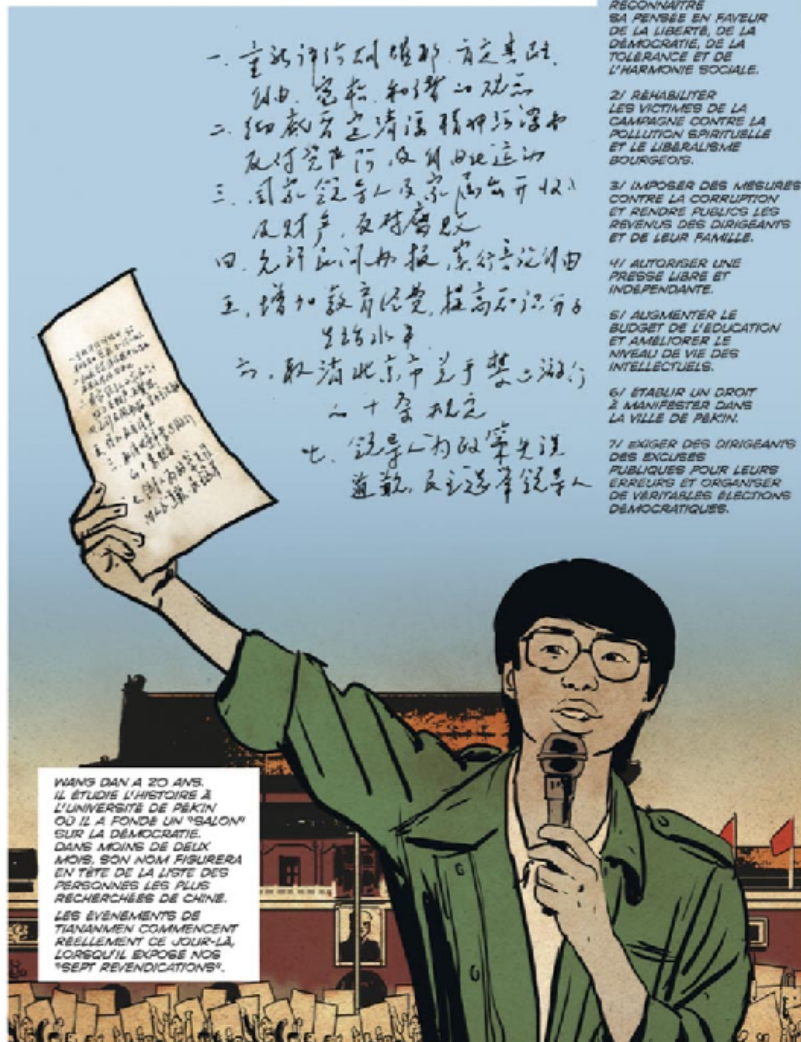 一. 重新评价胡耀邦,肯定其民主,
自由. 宽松. 和谐的观点
二. 彻底否定清除精神污染和
反对资产阶级自由化运动
三. 国家领导人及家属公开收入
及财产, 反对腐败
四. 允许民间办报, 实行言论自由
五, 增加教育经费, 提高知识分子
生活水平
六. 取消北京市关于禁止游行
的十条规定
七. 领导人为政策失误
道歉, 民主选举领导人
RECONNAÎTRE
SA PENSÉE EN FAVEUR
DE LA LIBERTÉ, DE LA
DÉMOCRATIE, DE LA
TOLÉRANCE ET DE
L'HARMONIE SOCIALE.
2/ RÉHABILITER
LES VICTIMES DE LA
CAMPAGNE CONTRE LA
POLLUTION SPIRITUELLE
ET LE LIBÉRALISME
BOURGEOIS.
3/ IMPOSER DES MESURES
CONTRE LA CORRUPTION
ET RENDRE PUBLICS LES
REVENUS DES DIRIGEANTS
ET DE LEUR FAMILLE.
4/ AUTORISER UNE
PRESSE LIBRE ET
INDÉPENDANTE.
5/ AUGMENTER LE
BUDGET DE L'ÉDUCATION
ET AMÉLIORER LE
NIVEAU DE VIE DES
INTELLECTUELS.
6/ ÉTABLIR UN DROIT
À MANIFESTER DANS
LA VILLE DE PÉKIN.
7/ EXIGER DES DIRIGEANTS
DES EXCUSES
PUBLIQUES POUR LEURS
ERREURS ET ORGANISER
DE VÉRITABLES ÉLECTIONS
DÉMOCRATIQUES.
WANG DAN A 20 ANS.
IL ÉTUDIE L'HISTOIRE À
L'UNIVERSITÉ DE PÉKIN
OÙ IL A FONDÉ UN "SALON"
SUR LA DÉMOCRATIE.
DANS MOINS DE DEUX
MOIS, SON NOM FIGURERA
EN TÊTE DE LA LISTE DES
PERSONNES LES PLUS
RECHERCHÉES DE CHINE.
LES ÉVÉNEMENTS DE
TIANANMEN COMMENCENT
RÉELLEMENT CE JOUR-LÀ,
LORSQU'IL EXPOSE NOS
"SEPT REVENDICATIONS".